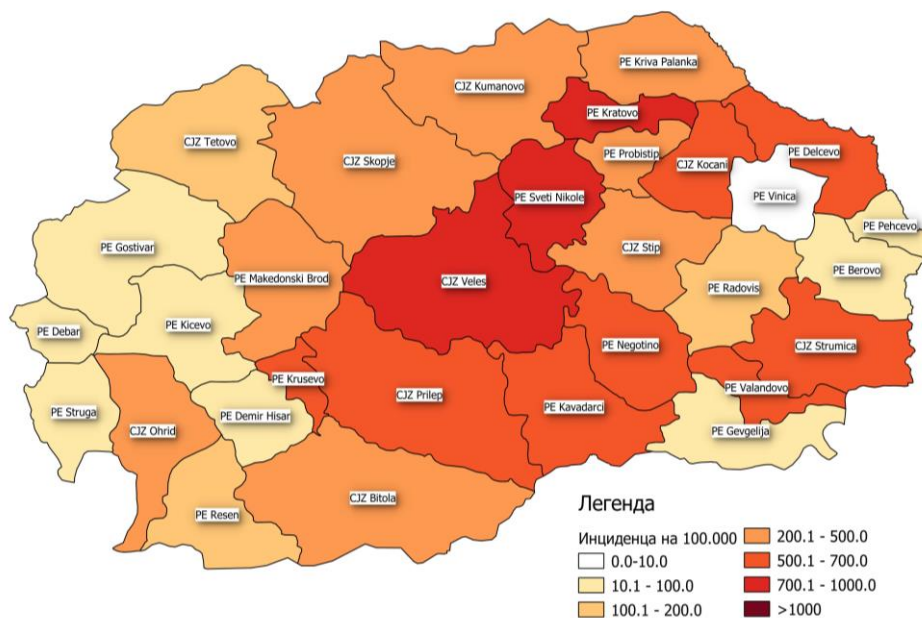 PE Kriva Palanka
CJZ Kumanovo
PE Kratovo
CJZ Tetovo
PE Probistip
PE Delcevo
CJZ Skopje
CJZ Kocani
PE Sveti Nikole
PE Vinica
PE Pehcevo
PE Gostivar
CJZ Stip
PE Makedonski Brod
PE Berovo
CJZ Veles
PE Radovis
PE Kicevo
PE Debar
PE Negotino
CJZ Strumica
PE Krusevo
PE Valandovo
CJZ Prilep
PE Kavadarci
PE Struga
PE Demir Hisar
CJZ Ohrid
PE Gevgelija
CJZ Bitola
PE Resen
Легенда
Инциденца на 100.000
0.0-10.0
10.1 - 100.0
100.1 - 200.0
200.1 - 500.0
500.1 - 700.0
700.1 - 1000.0
>1000